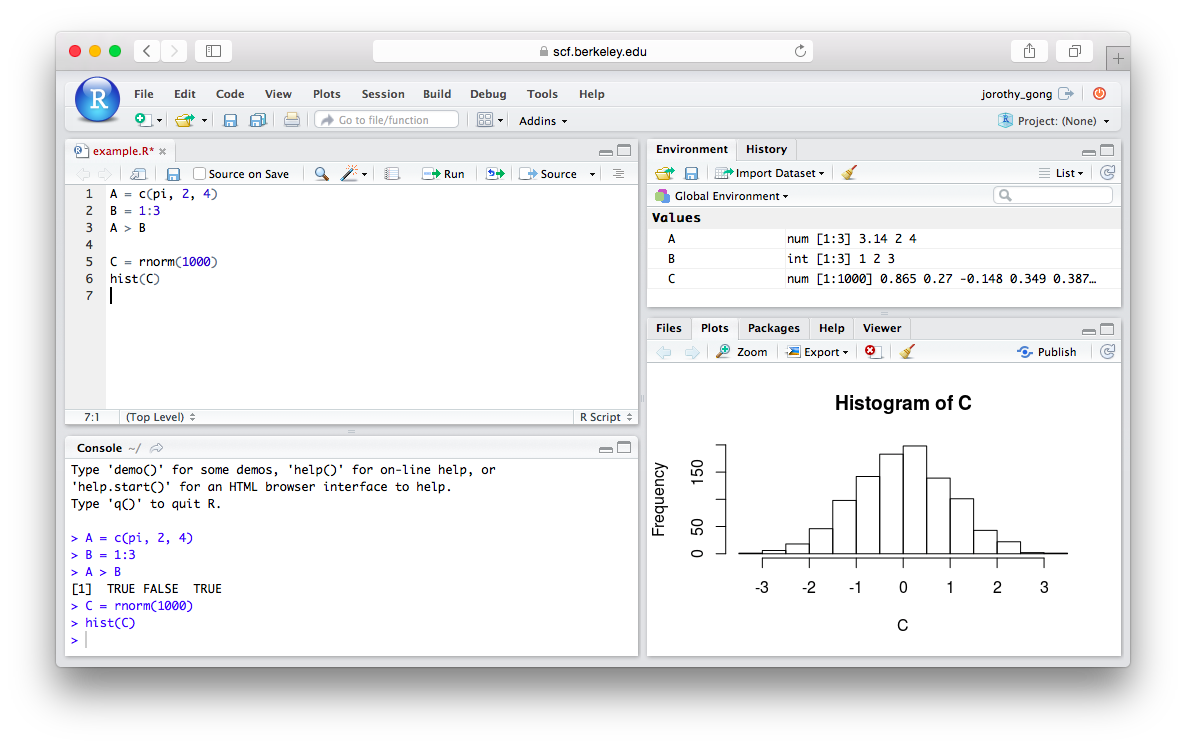 scf.berkeley.edu
R
File Edit Code View Plots Session Build Debug Tools Help
jorothy_gong
Go to file/function
Addins
R
Project: (None)
example.R*
Source on Save
Run
Source
1 A = c(pi, 2, 4)
2 B = 1:3
3 A > B
4
5 C = rnorm(1000)
6 hist(C)
7
7:1 (Top Level) R Script
Console ~/
Type 'demo()' for some demos, 'help()' for on-line help, or
'help.start()' for an HTML browser interface to help.
Type 'q()' to quit R.
> A = c(pi, 2, 4)
> B = 1:3
> A > B
[1]  TRUE FALSE  TRUE
> C = rnorm(1000)
> hist(C)
>
Environment History
Import Dataset List
Global Environment
Values
A num [1:3] 3.14 2 4
B int [1:3] 1 2 3
C num [1:1000] 0.865 0.27 -0.148 0.349 0.387…
Files Plots Packages Help Viewer
Zoom Export Publish
Histogram of C
Frequency
150
50
0
-3 -2 -1 0 1 2 3
C